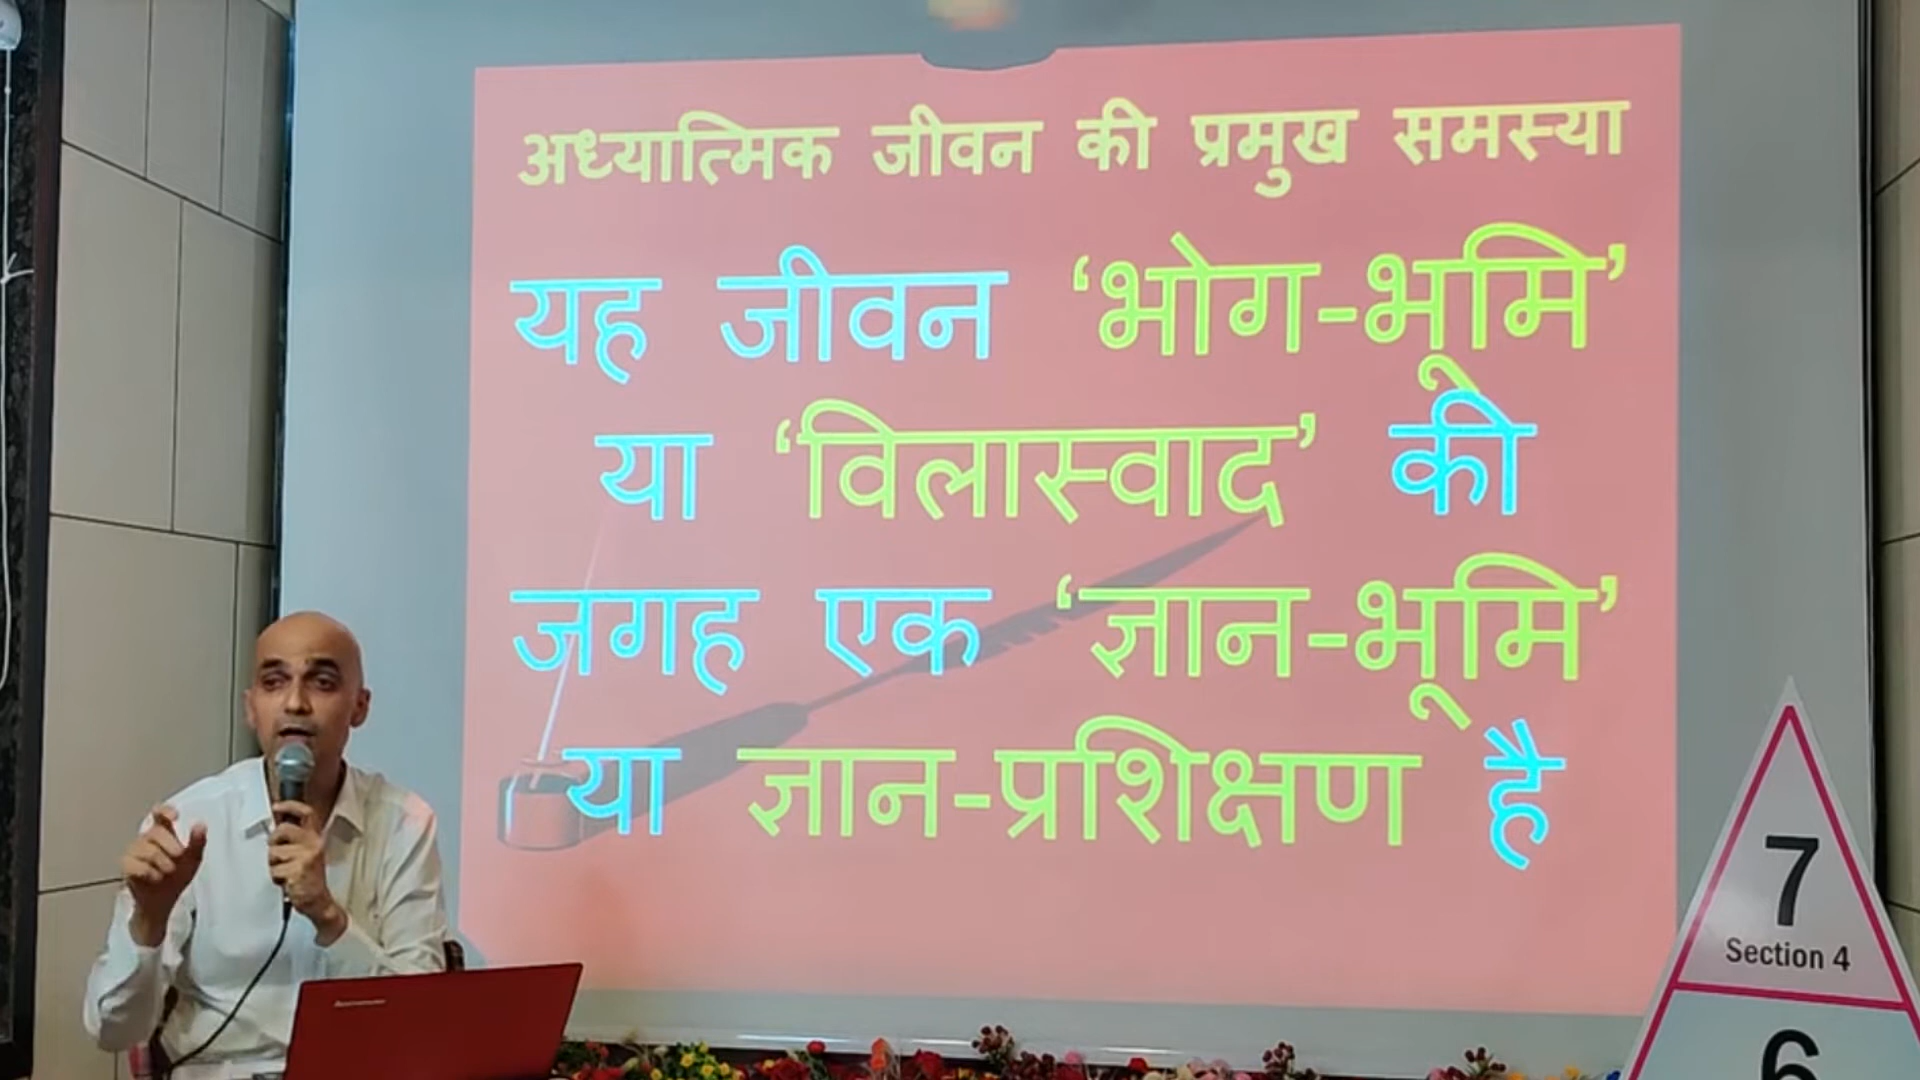 अध्यात्मिक जीवन की प्रमुख समस्या
यह जीवन ‘भोग-भूमि’
या ‘विलास्वाद’ की
जगह एक ‘ज्ञान-भूमि’
या ज्ञान-प्रशिक्षण है
7
Section 4
6